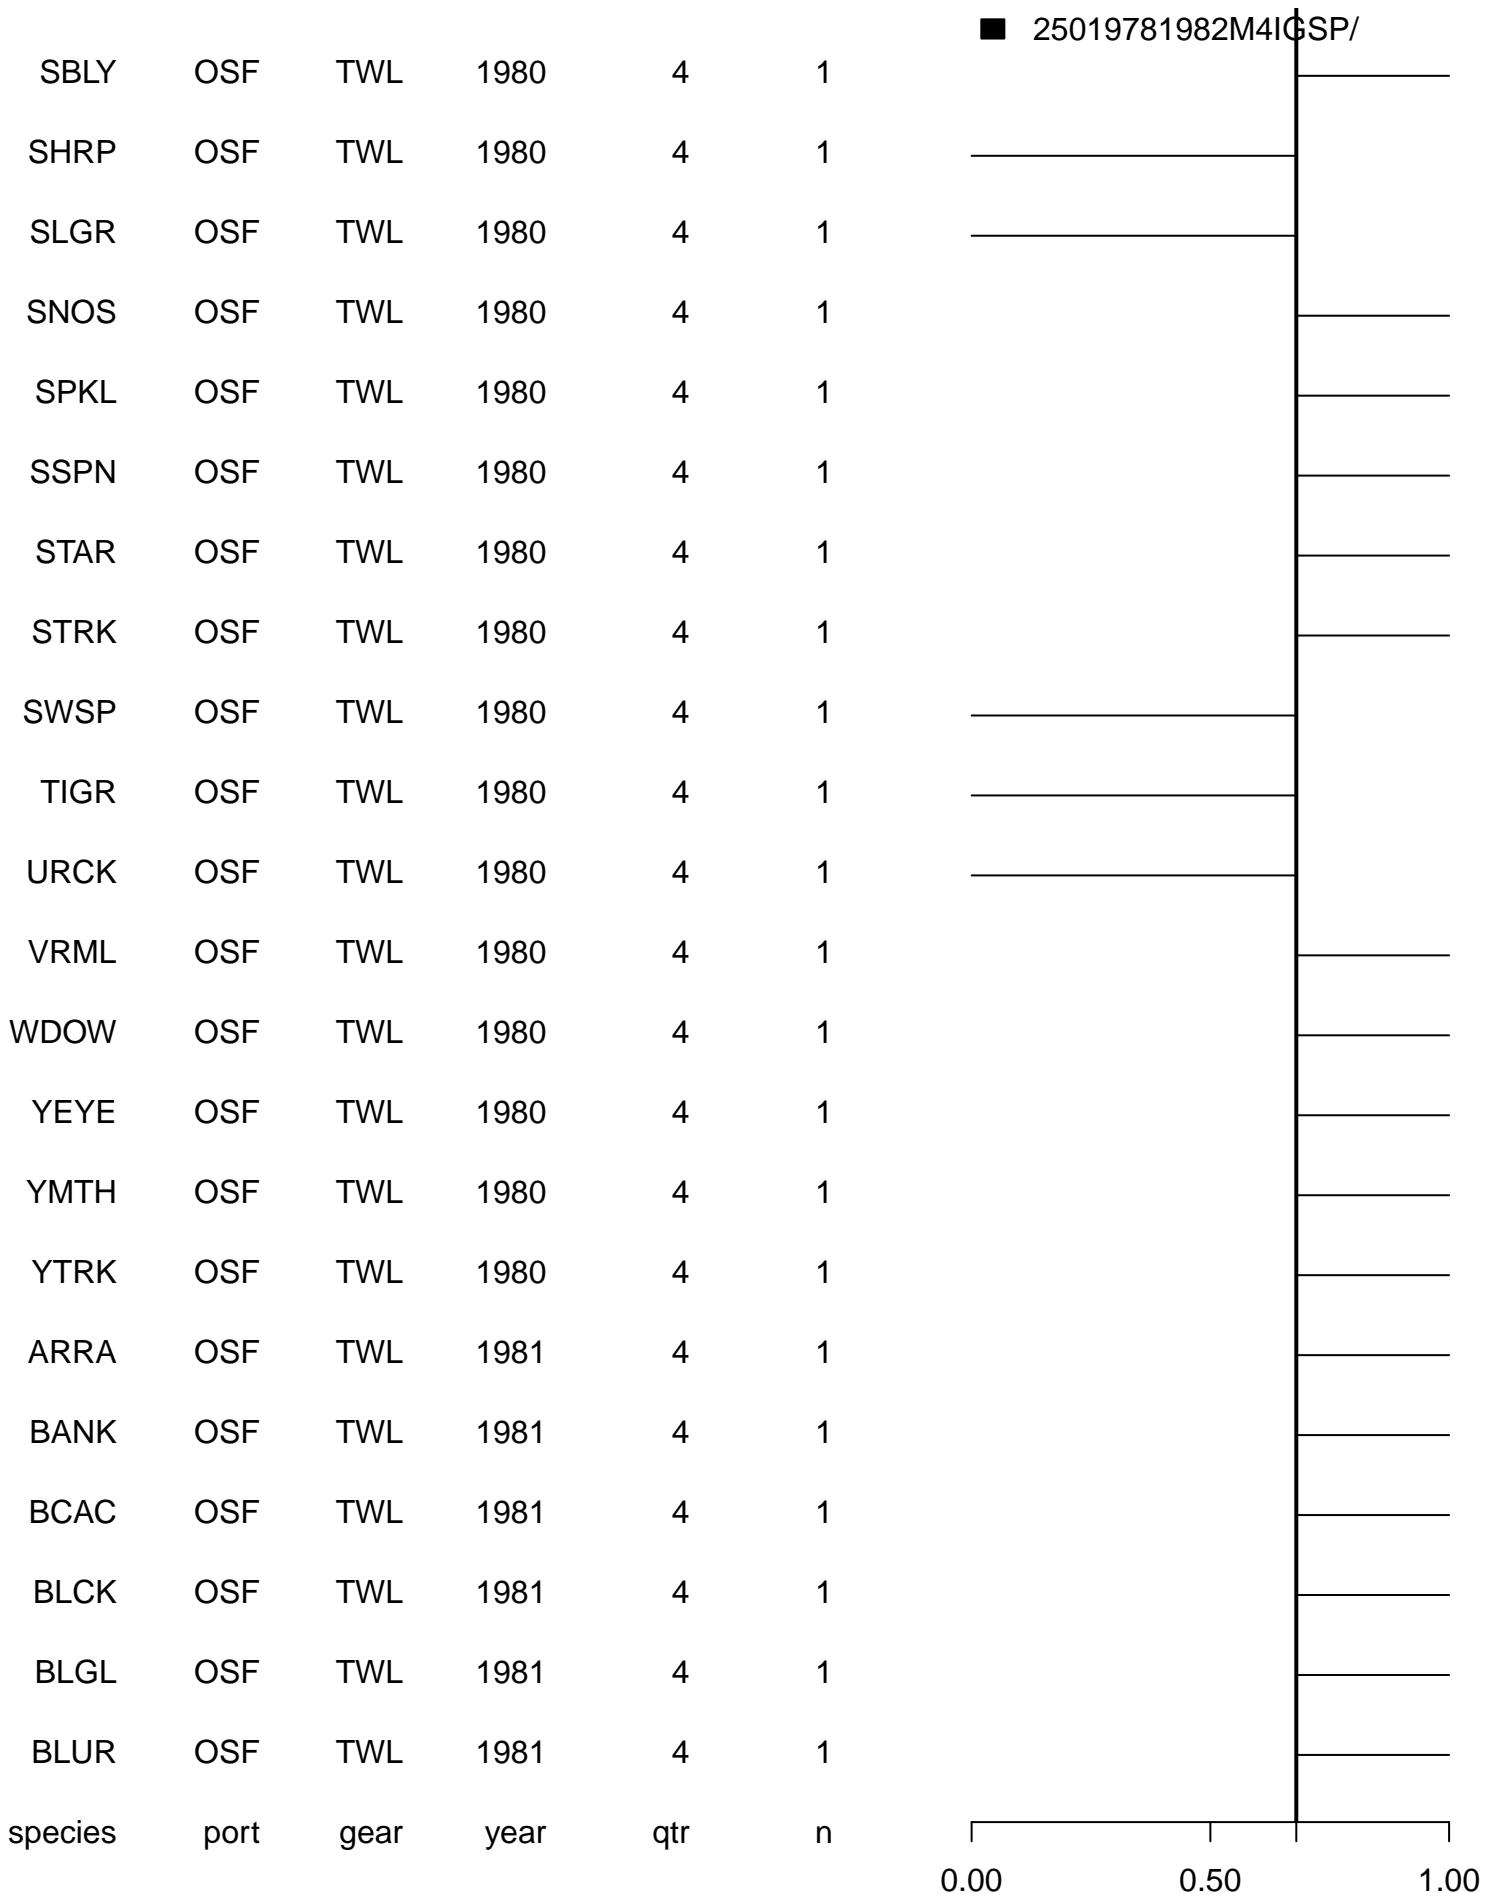 25019781982M4IGSP/
SBLY OSF TWL 1980 4 1
SHRP OSF TWL 1980 4 1
SLGR OSF TWL 1980 4 1
SNOS OSF TWL 1980 4 1
SPKL OSF TWL 1980 4 1
SSPN OSF TWL 1980 4 1
STAR OSF TWL 1980 4 1
STRK OSF TWL 1980 4 1
SWSP OSF TWL 1980 4 1
TIGR OSF TWL 1980 4 1
URCK OSF TWL 1980 4 1
VRML OSF TWL 1980 4 1
WDOW OSF TWL 1980 4 1
YEYE OSF TWL 1980 4 1
YMTH OSF TWL 1980 4 1
YTRK OSF TWL 1980 4 1
ARRA OSF TWL 1981 4 1
BANK OSF TWL 1981 4 1
BCAC OSF TWL 1981 4 1
BLCK OSF TWL 1981 4 1
BLGL OSF TWL 1981 4 1
BLUR OSF TWL 1981 4 1
species port gear year qtr n
0.00 0.50 1.00